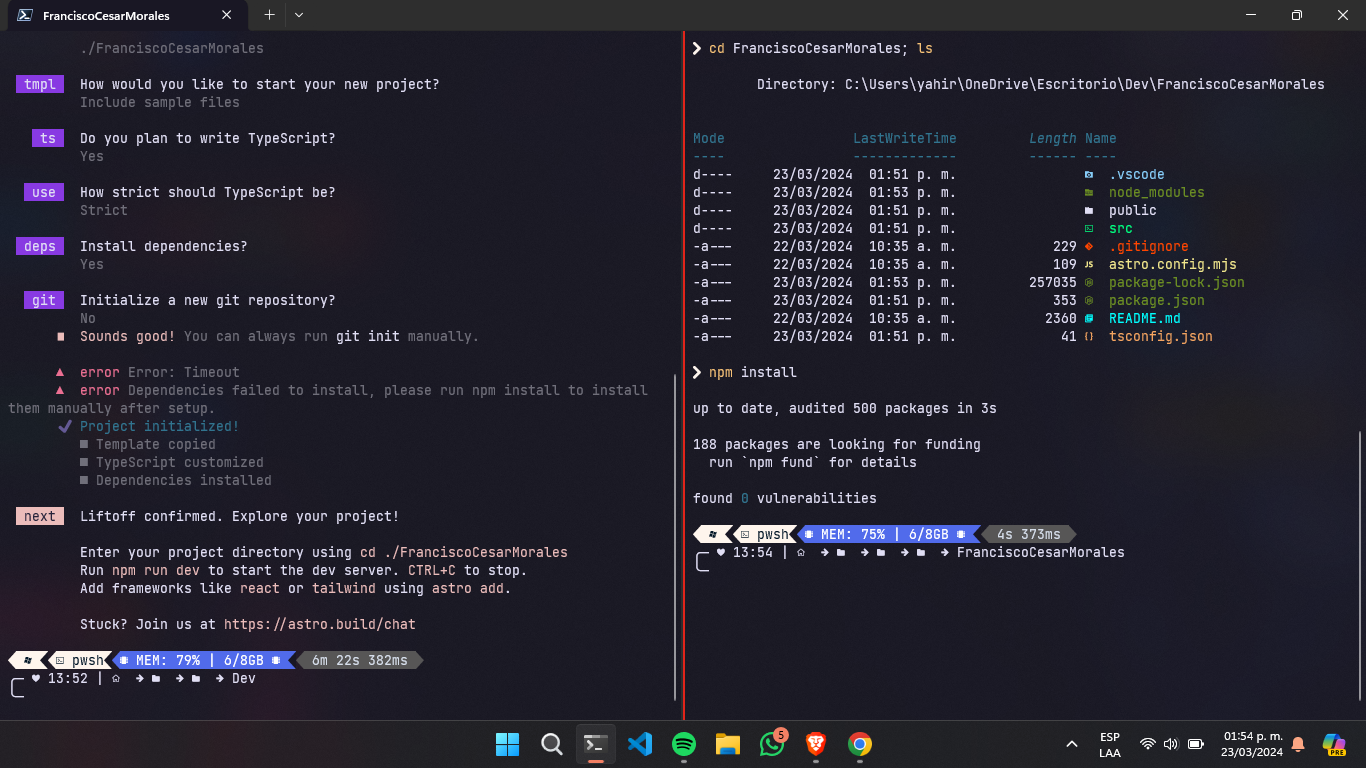 FranciscoCesarMorales
./FranciscoCesarMorales
tmpl How would you like to start your new project?
Include sample files
ts Do you plan to write TypeScript?
Yes
use How strict should TypeScript be?
Strict
deps Install dependencies?
Yes
git Initialize a new git repository?
No
Sounds good! You can always run git init manually.
▲ error Error: Timeout
▲ error Dependencies failed to install, please run npm install to install
them manually after setup.
✔ Project initialized!
■ Template copied
■ TypeScript customized
■ Dependencies installed
next Liftoff confirmed. Explore your project!
Enter your project directory using cd ./FranciscoCesarMorales
Run npm run dev to start the dev server. CTRL+C to stop.
Add frameworks like react or tailwind using astro add.
Stuck? Join us at https://astro.build/chat
pwsh MEM: 79% | 6/8GB 6m 22s 382ms
♥ 13:52 | → → → → Dev
❯ cd FranciscoCesarMorales; ls
Directory: C:\Users\yahir\OneDrive\Escritorio\Dev\FranciscoCesarMorales
Mode LastWriteTime Length Name
---- ------------- ------ ----
d---- 23/03/2024 01:51 p. m. .vscode
d---- 23/03/2024 01:53 p. m. node_modules
d---- 23/03/2024 01:51 p. m. public
d---- 23/03/2024 01:51 p. m. src
-a--- 22/03/2024 10:35 a. m. 229 .gitignore
-a--- 22/03/2024 10:35 a. m. 109 JS astro.config.mjs
-a--- 23/03/2024 01:53 p. m. 257035 package-lock.json
-a--- 23/03/2024 01:51 p. m. 353 package.json
-a--- 22/03/2024 10:35 a. m. 2360 README.md
-a--- 23/03/2024 01:51 p. m. 41 {} tsconfig.json
❯ npm install
up to date, audited 500 packages in 3s
188 packages are looking for funding
run `npm fund` for details
found 0 vulnerabilities
pwsh MEM: 75% | 6/8GB 4s 373ms
♥ 13:54 | → → → → FranciscoCesarMorales
5
ESP
LAA
01:54 p. m.
23/03/2024
PRE